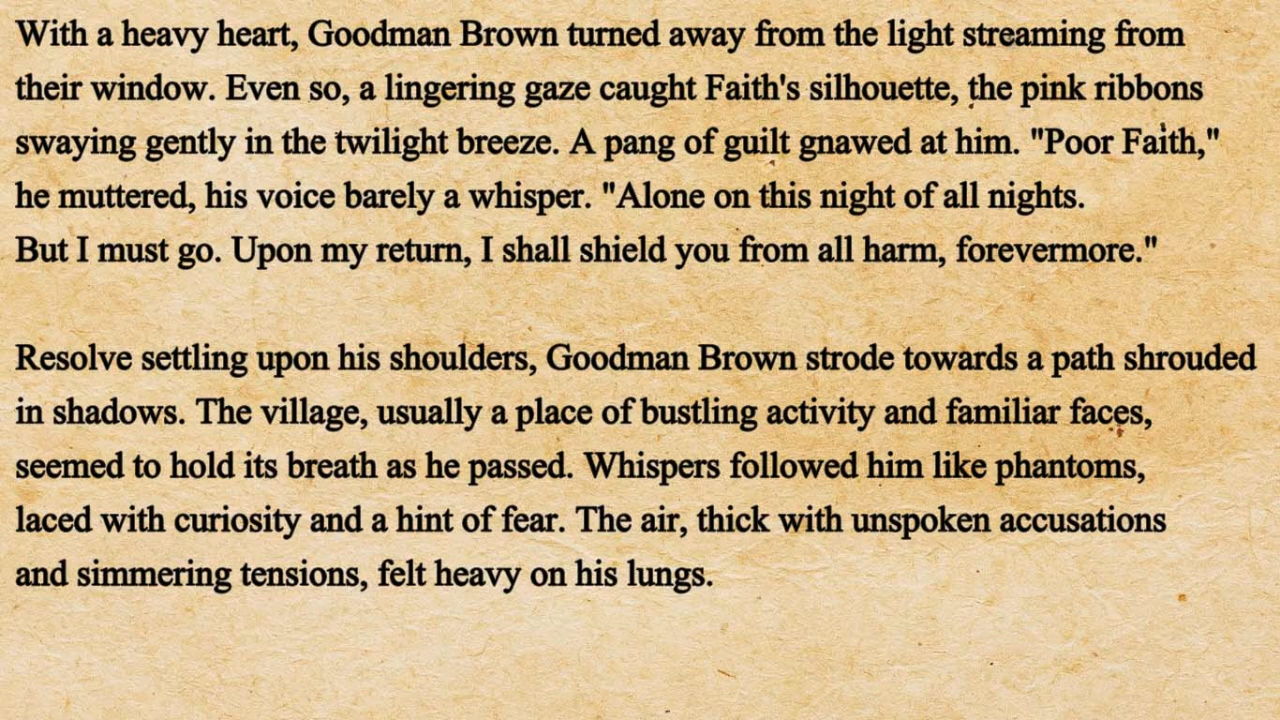 With a heavy heart, Goodman Brown turned away from the light streaming from
their window. Even so, a lingering gaze caught Faith's silhouette, the pink ribbons
swaying gently in the twilight breeze. A pang of guilt gnawed at him. "Poor Faith,"
he muttered, his voice barely a whisper. "Alone on this night of all nights.
But I must go. Upon my return, I shall shield you from all harm, forevermore."
Resolve settling upon his shoulders, Goodman Brown strode towards a path shrouded
in shadows. The village, usually a place of bustling activity and familiar faces,
seemed to hold its breath as he passed. Whispers followed him like phantoms,
laced with curiosity and a hint of fear. The air, thick with unspoken accusations
and simmering tensions, felt heavy on his lungs.